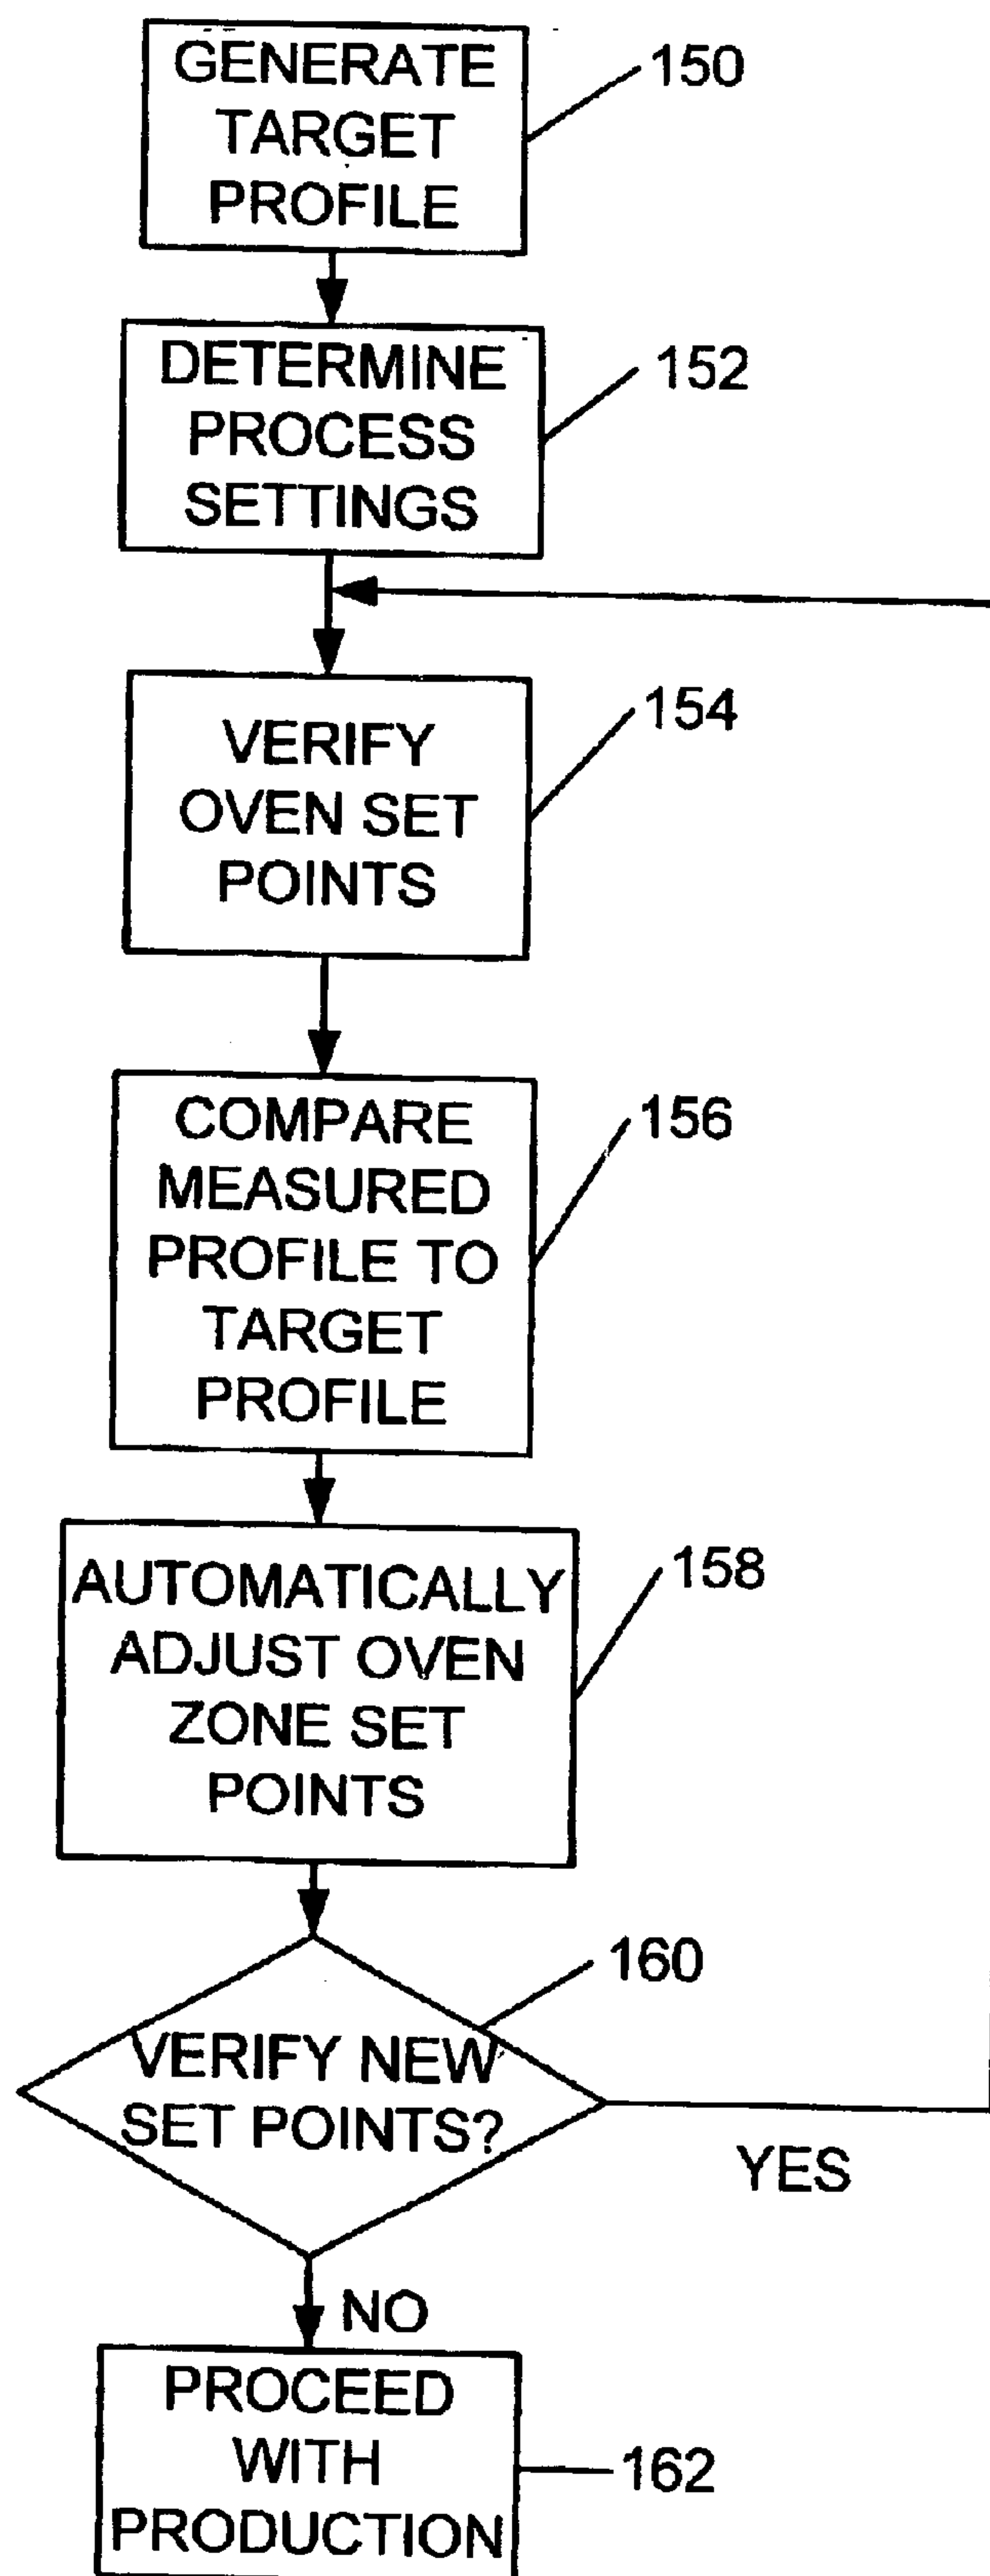 GENERATE
TARGET
PROFILE
150
DETERMINE
PROCESS
SETTINGS
152
VERIFY
OVEN SET
POINTS
154
COMPARE
MEASURED
PROFILE TO
TARGET
PROFILE
156
AUTOMATICALLY
ADJUST OVEN
ZONE SET
POINTS
158
VERIFY NEW
SET POINTS?
160
YES
NO
PROCEED
WITH
PRODUCTION
162